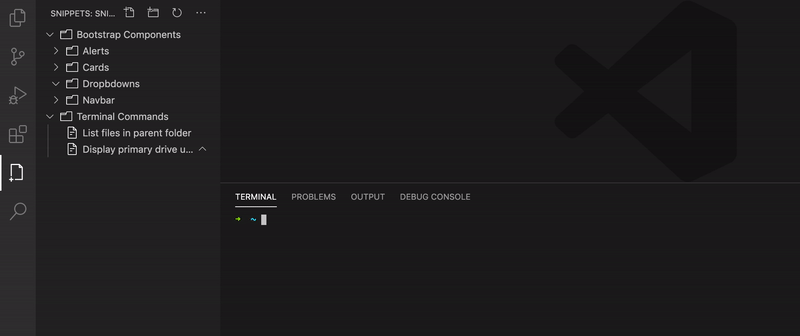 SNIPPETS: SNI...
Bootstrap Components
Alerts
Cards
Dropbdowns
Navbar
Terminal Commands
List files in parent folder
Display primary drive u...
TERMINAL PROBLEMS OUTPUT DEBUG CONSOLE
➜ ~